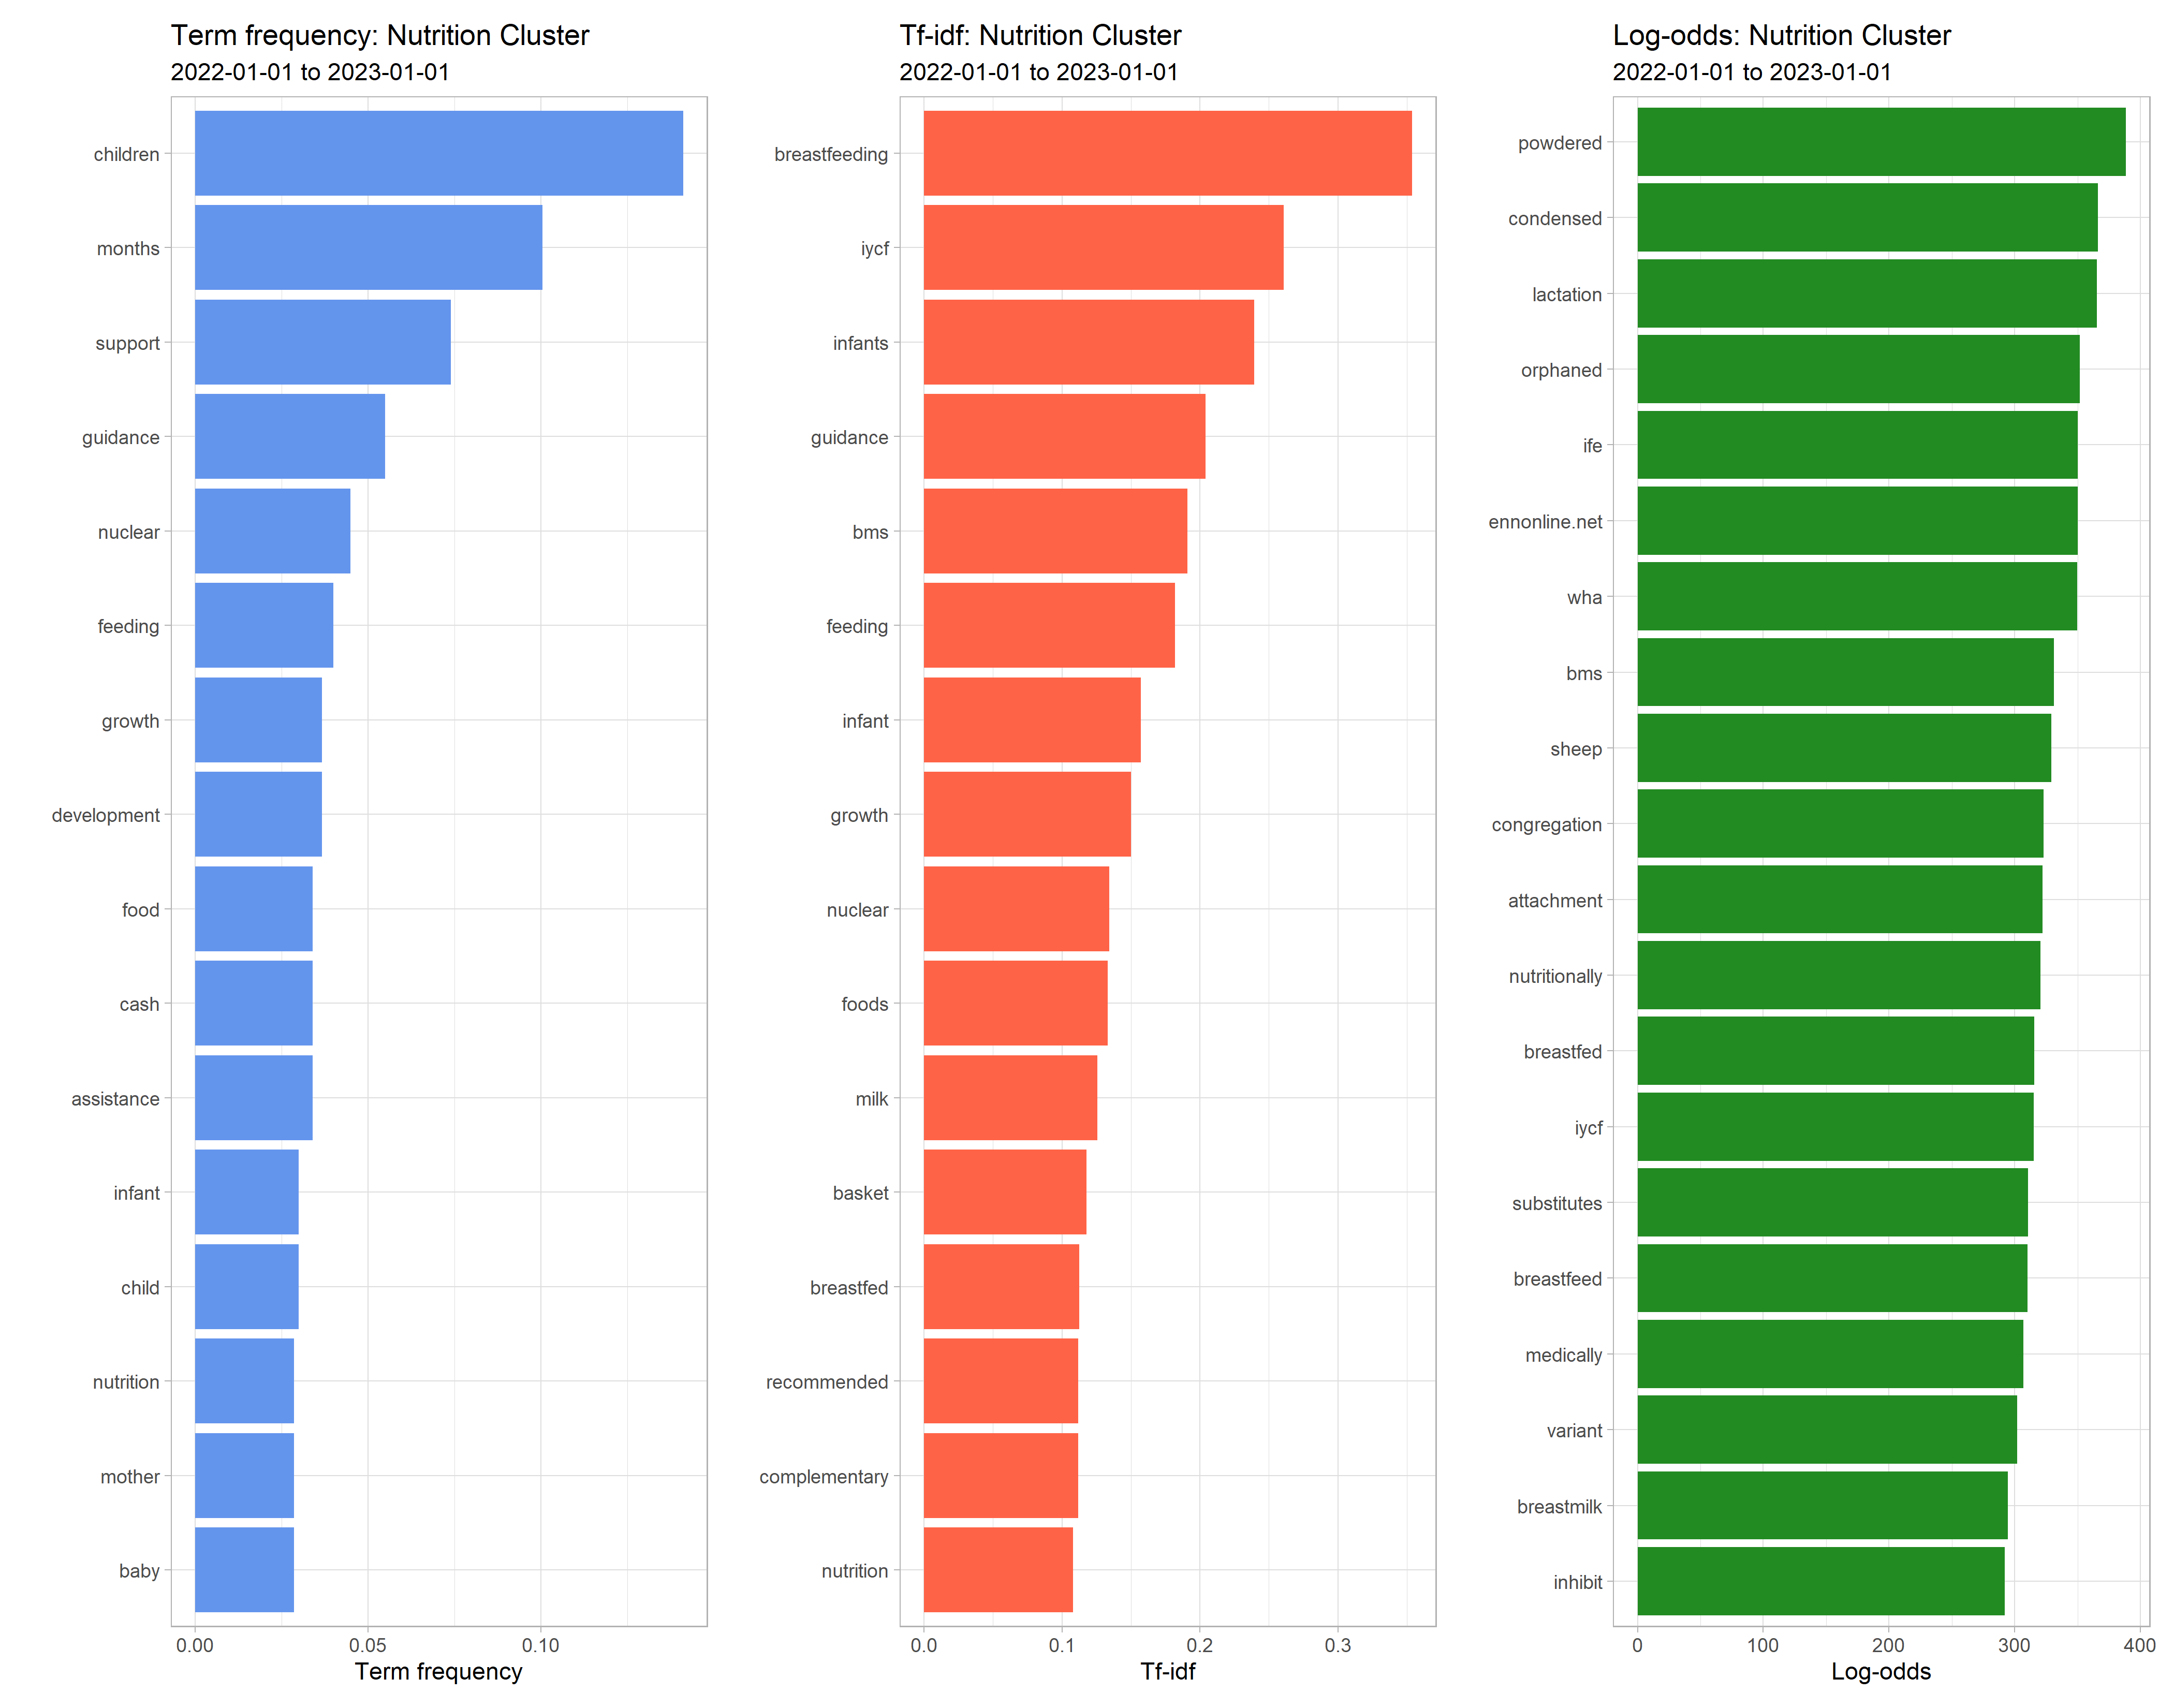 Term frequency: Nutrition Cluster
2022-01-01 to 2023-01-01
children
months
support
guidance
nuclear
feeding
growth
development
food
cash
assistance
infant
child
nutrition
mother
baby
0.00 0.05 0.10
Term frequency
Tf-idf: Nutrition Cluster
2022-01-01 to 2023-01-01
breastfeeding
iycf
infants
guidance
bms
feeding
infant
growth
nuclear
foods
milk
basket
breastfed
recommended
complementary
nutrition
0.0 0.1 0.2 0.3
Tf-idf
Log-odds: Nutrition Cluster
2022-01-01 to 2023-01-01
powdered
condensed
lactation
orphaned
ife
ennonline.net
wha
bms
sheep
congregation
attachment
nutritionally
breastfed
iycf
substitutes
breastfeed
medically
variant
breastmilk
inhibit
0 100 200 300 400
Log-odds